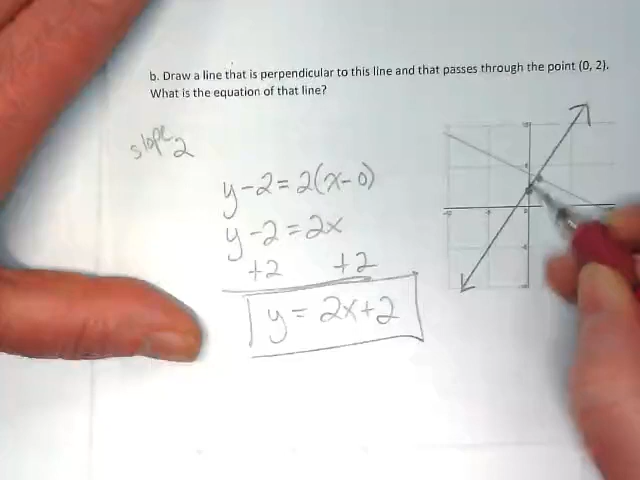 b. Draw a line that is perpendicular to this line and that passes through the point (0, 2).
What is the equation of that line?
slope 2
y-2=2(x-0)
y-2=2x
+2 +2
y=2x+2